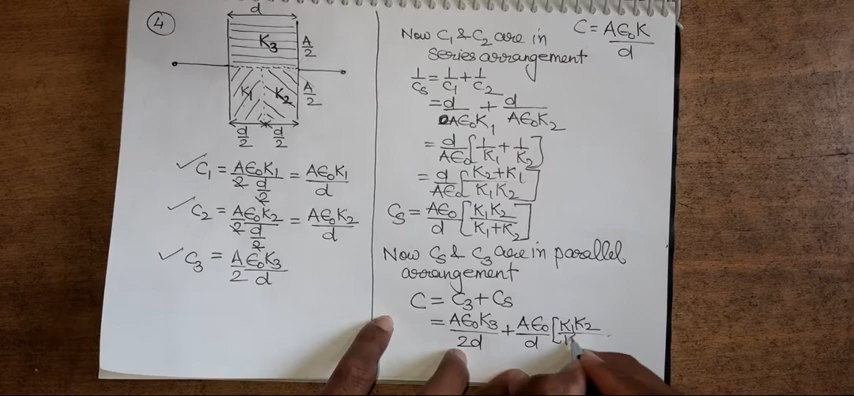 4
d
K3
A/2
K1
K2
A/2
d/2 d/2
✓ C1 = Aϵ0K1 / 2 d/2 = Aϵ0K1 / d
✓ C2 = Aϵ0K2 / 2 d/2 = Aϵ0K2 / d
✓ C3 = A/2 ϵ0K3 / d
Now C1 & C2 are in
series arrangement
C = Aϵ0K / d
1/Cs = 1/C1 + 1/C2
= d / Aϵ0K1 + d / Aϵ0K2
= d / Aϵ0 [1/K1 + 1/K2]
= d / Aϵ0 [K2+K1 / K1K2]
Cs = Aϵ0 / d [K1K2 / K1+K2]
Now Cs & C3 are in parallel
arrangement
C = C3 + Cs
= Aϵ0K3 / 2d + Aϵ0 / d [K1K2 / K